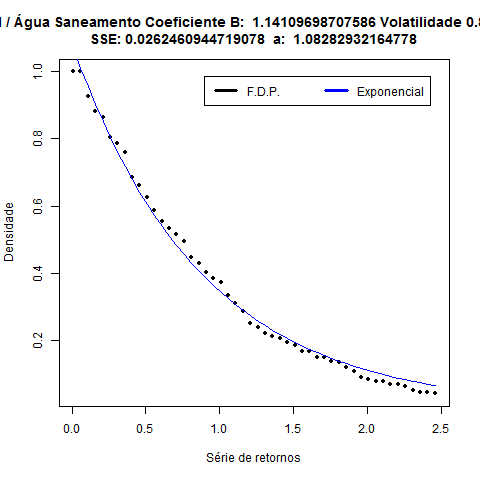 / Água Saneamento Coeficiente B: 1.14109698707586 Volatilidade 0.8
SSE: 0.0262460944719078 a: 1.08282932164778
F.D.P.
Exponencial
Densidade
1.0
0.8
0.6
0.4
0.2
0.0 0.5 1.0 1.5 2.0 2.5
Série de retornos